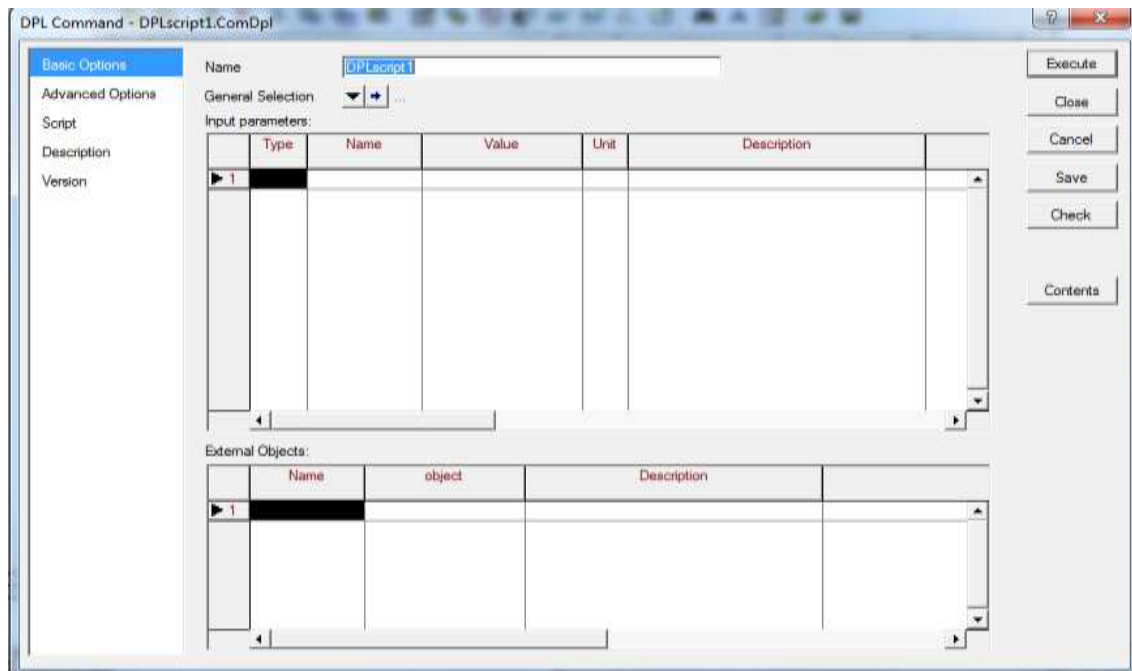 DPL Command - DPLscript1.ComDpl
Basic Options
Advanced Options
Script
Description
Version
Name DPLscript1
General Selection ...
Input parameters:
Type Name Value Unit Description
1
External Objects:
Name object Description
1
Execute
Close
Cancel
Save
Check
Contents